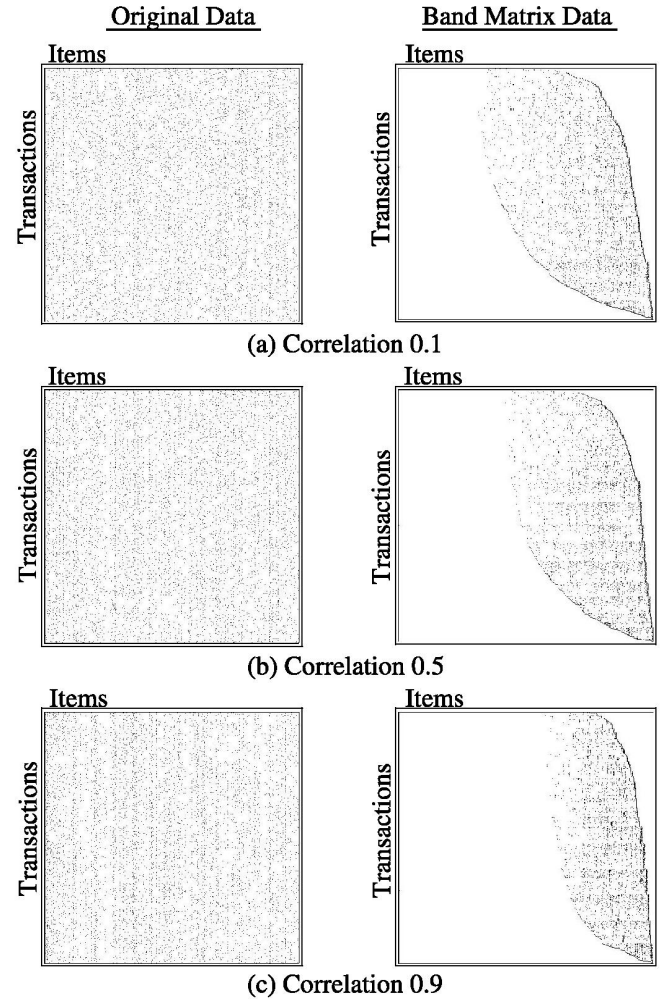 Original Data
Band Matrix Data
Items
Items
Transactions
Transactions
(a) Correlation 0.1
Items
Items
Transactions
Transactions
(b) Correlation 0.5
Items
Items
Transactions
Transactions
(c) Correlation 0.9